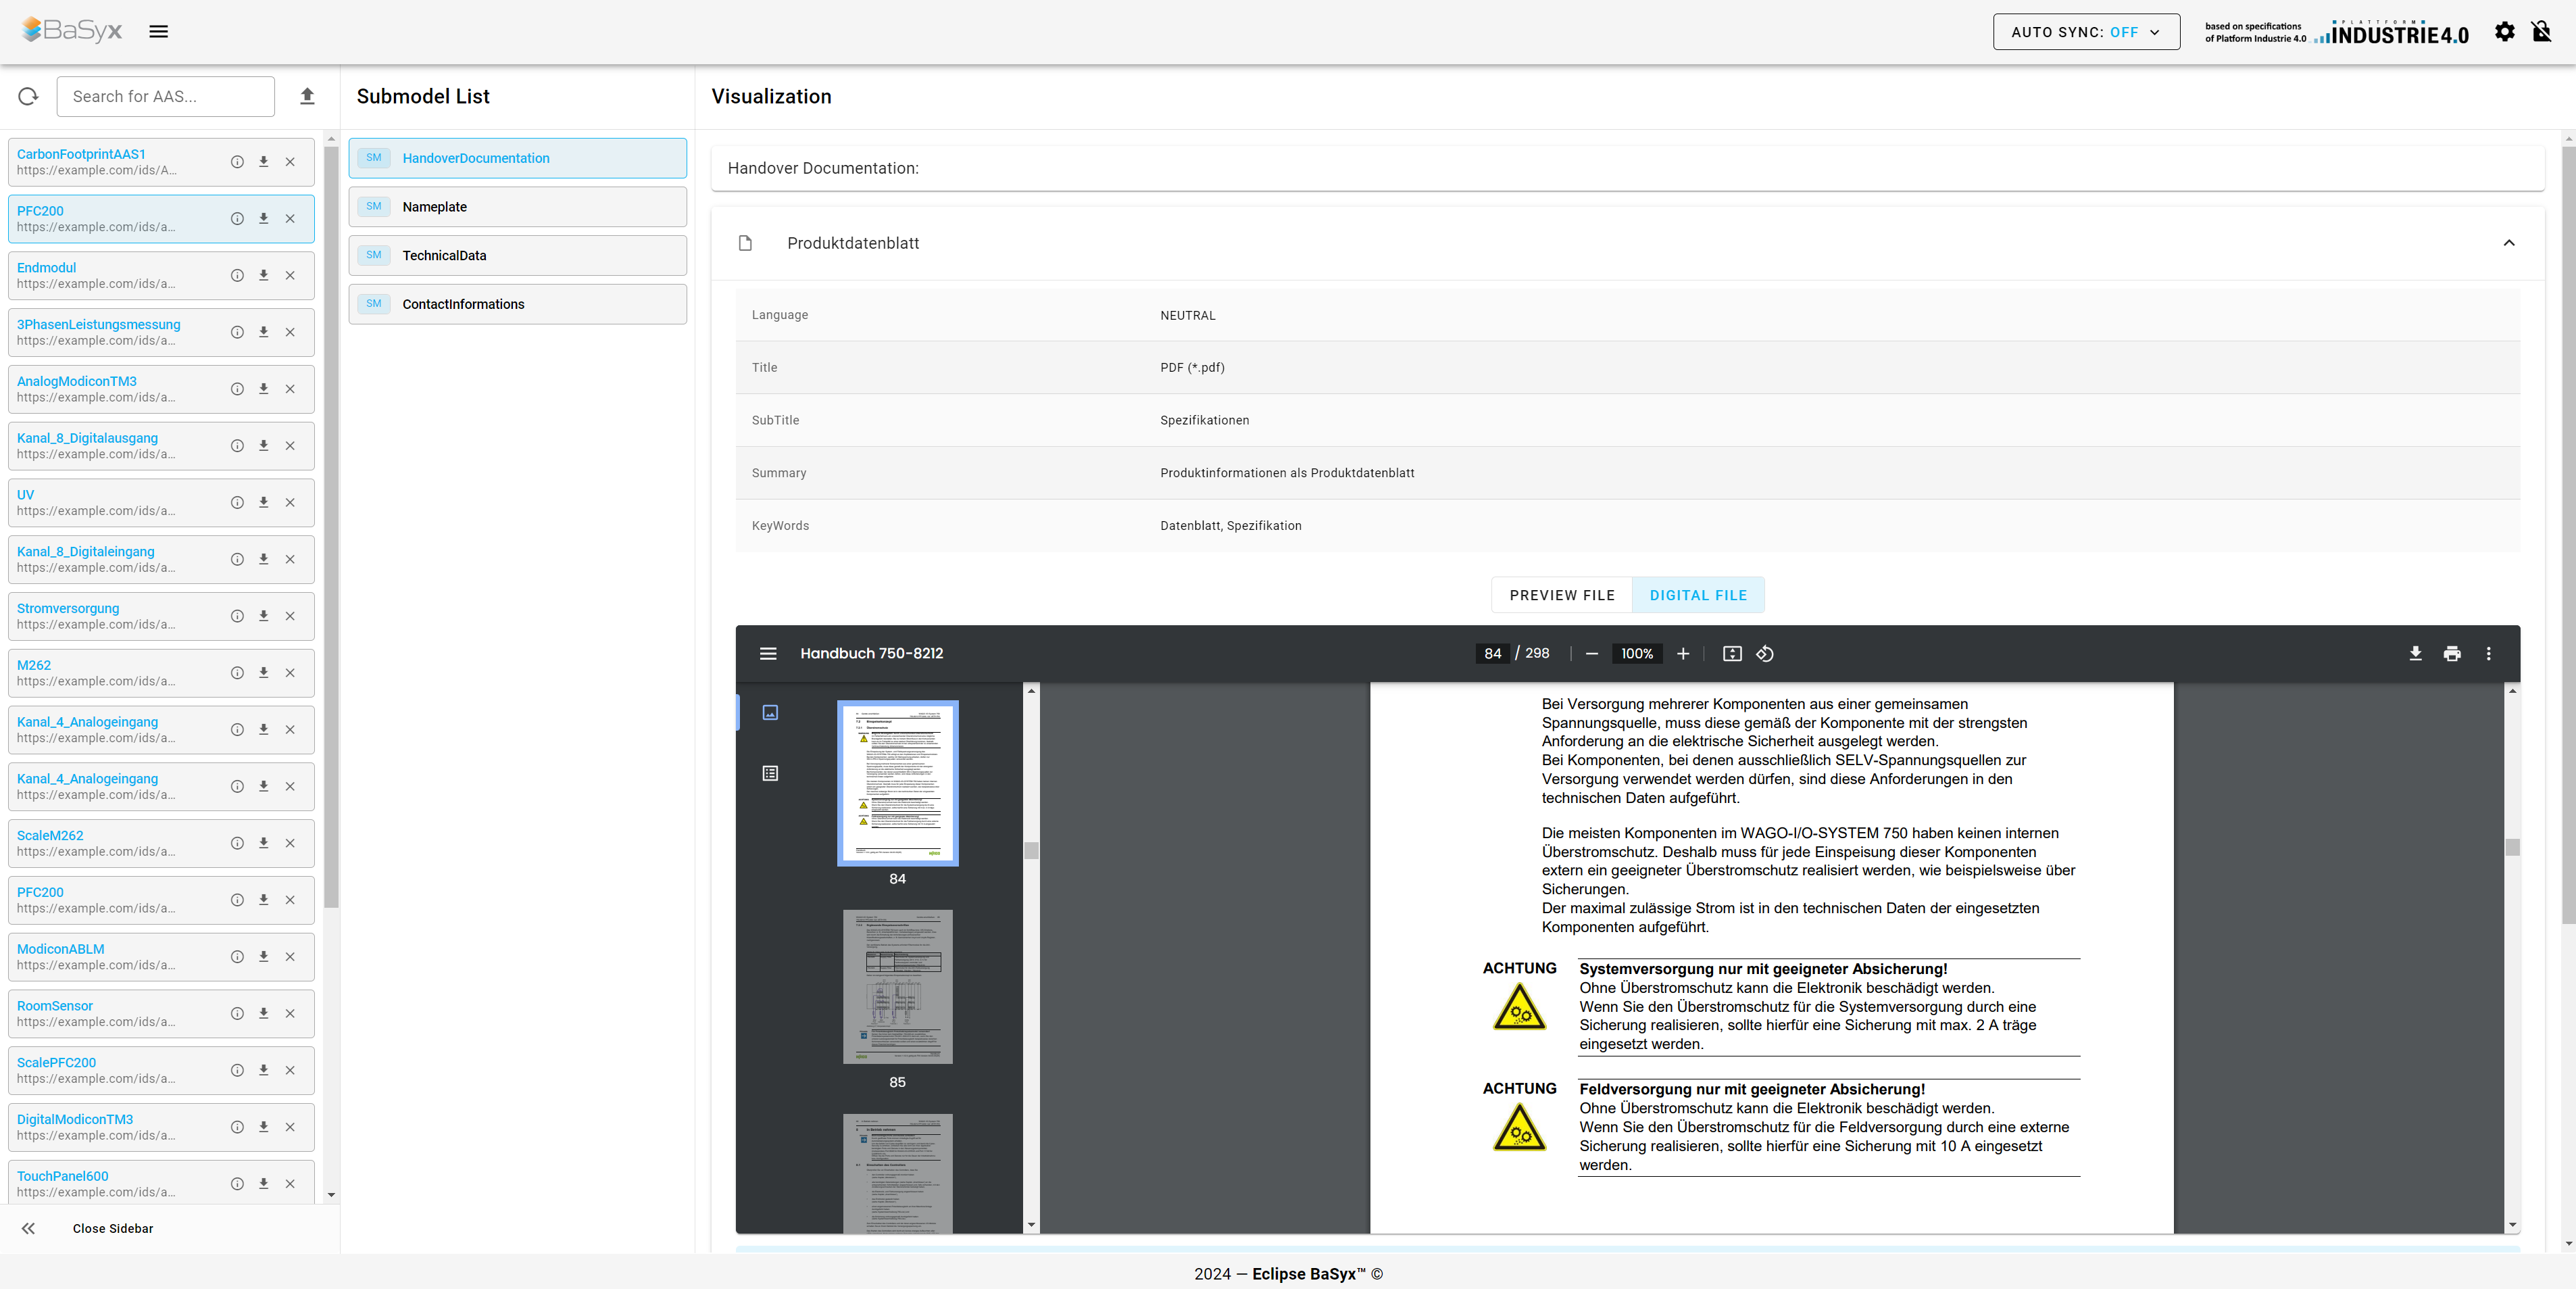 BaSyx
AUTO SYNC: OFF
based on specifications
of Platform Industrie 4.0
PLATTFORM
INDUSTRIE4.0
Search for AAS...
CarbonFootprintAAS1
https://example.com/ids/A...
PFC200
https://example.com/ids/a...
Endmodul
https://example.com/ids/a...
3PhasenLeistungsmessung
https://example.com/ids/a...
AnalogModiconTM3
https://example.com/ids/a...
Kanal_8_Digitalausgang
https://example.com/ids/a...
UV
https://example.com/ids/a...
Kanal_8_Digitaleingang
https://example.com/ids/a...
Stromversorgung
https://example.com/ids/a...
M262
https://example.com/ids/a...
Kanal_4_Analogeingang
https://example.com/ids/a...
Kanal_4_Analogeingang
https://example.com/ids/a...
ScaleM262
https://example.com/ids/a...
PFC200
https://example.com/ids/a...
ModiconABLM
https://example.com/ids/a...
RoomSensor
https://example.com/ids/a...
ScalePFC200
https://example.com/ids/a...
DigitalModiconTM3
https://example.com/ids/a...
TouchPanel600
https://example.com/ids/a...
Close Sidebar
Submodel List
SM HandoverDocumentation
SM Nameplate
SM TechnicalData
SM ContactInformations
Visualization
Handover Documentation:
Produktdatenblatt
Language NEUTRAL
Title PDF (*.pdf)
SubTitle Spezifikationen
Summary Produktinformationen als Produktdatenblatt
KeyWords Datenblatt, Spezifikation
PREVIEW FILE DIGITAL FILE
Handbuch 750-8212 84 / 298 100%
84
85
Bei Versorgung mehrerer Komponenten aus einer gemeinsamen
Spannungsquelle, muss diese gemäß der Komponente mit der strengsten
Anforderung an die elektrische Sicherheit ausgelegt werden.
Bei Komponenten, bei denen ausschließlich SELV-Spannungsquellen zur
Versorgung verwendet werden dürfen, sind diese Anforderungen in den
technischen Daten aufgeführt.
Die meisten Komponenten im WAGO-I/O-SYSTEM 750 haben keinen internen
Überstromschutz. Deshalb muss für jede Einspeisung dieser Komponenten
extern ein geeigneter Überstromschutz realisiert werden, wie beispielsweise über
Sicherungen.
Der maximal zulässige Strom ist in den technischen Daten der eingesetzten
Komponenten aufgeführt.
ACHTUNG
Systemversorgung nur mit geeigneter Absicherung!
Ohne Überstromschutz kann die Elektronik beschädigt werden.
Wenn Sie den Überstromschutz für die Systemversorgung durch eine
Sicherung realisieren, sollte hierfür eine Sicherung mit max. 2 A träge
eingesetzt werden.
ACHTUNG
Feldversorgung nur mit geeigneter Absicherung!
Ohne Überstromschutz kann die Elektronik beschädigt werden.
Wenn Sie den Überstromschutz für die Feldversorgung durch eine externe
Sicherung realisieren, sollte hierfür eine Sicherung mit 10 A eingesetzt
werden.
2024 — Eclipse BaSyx™ ©